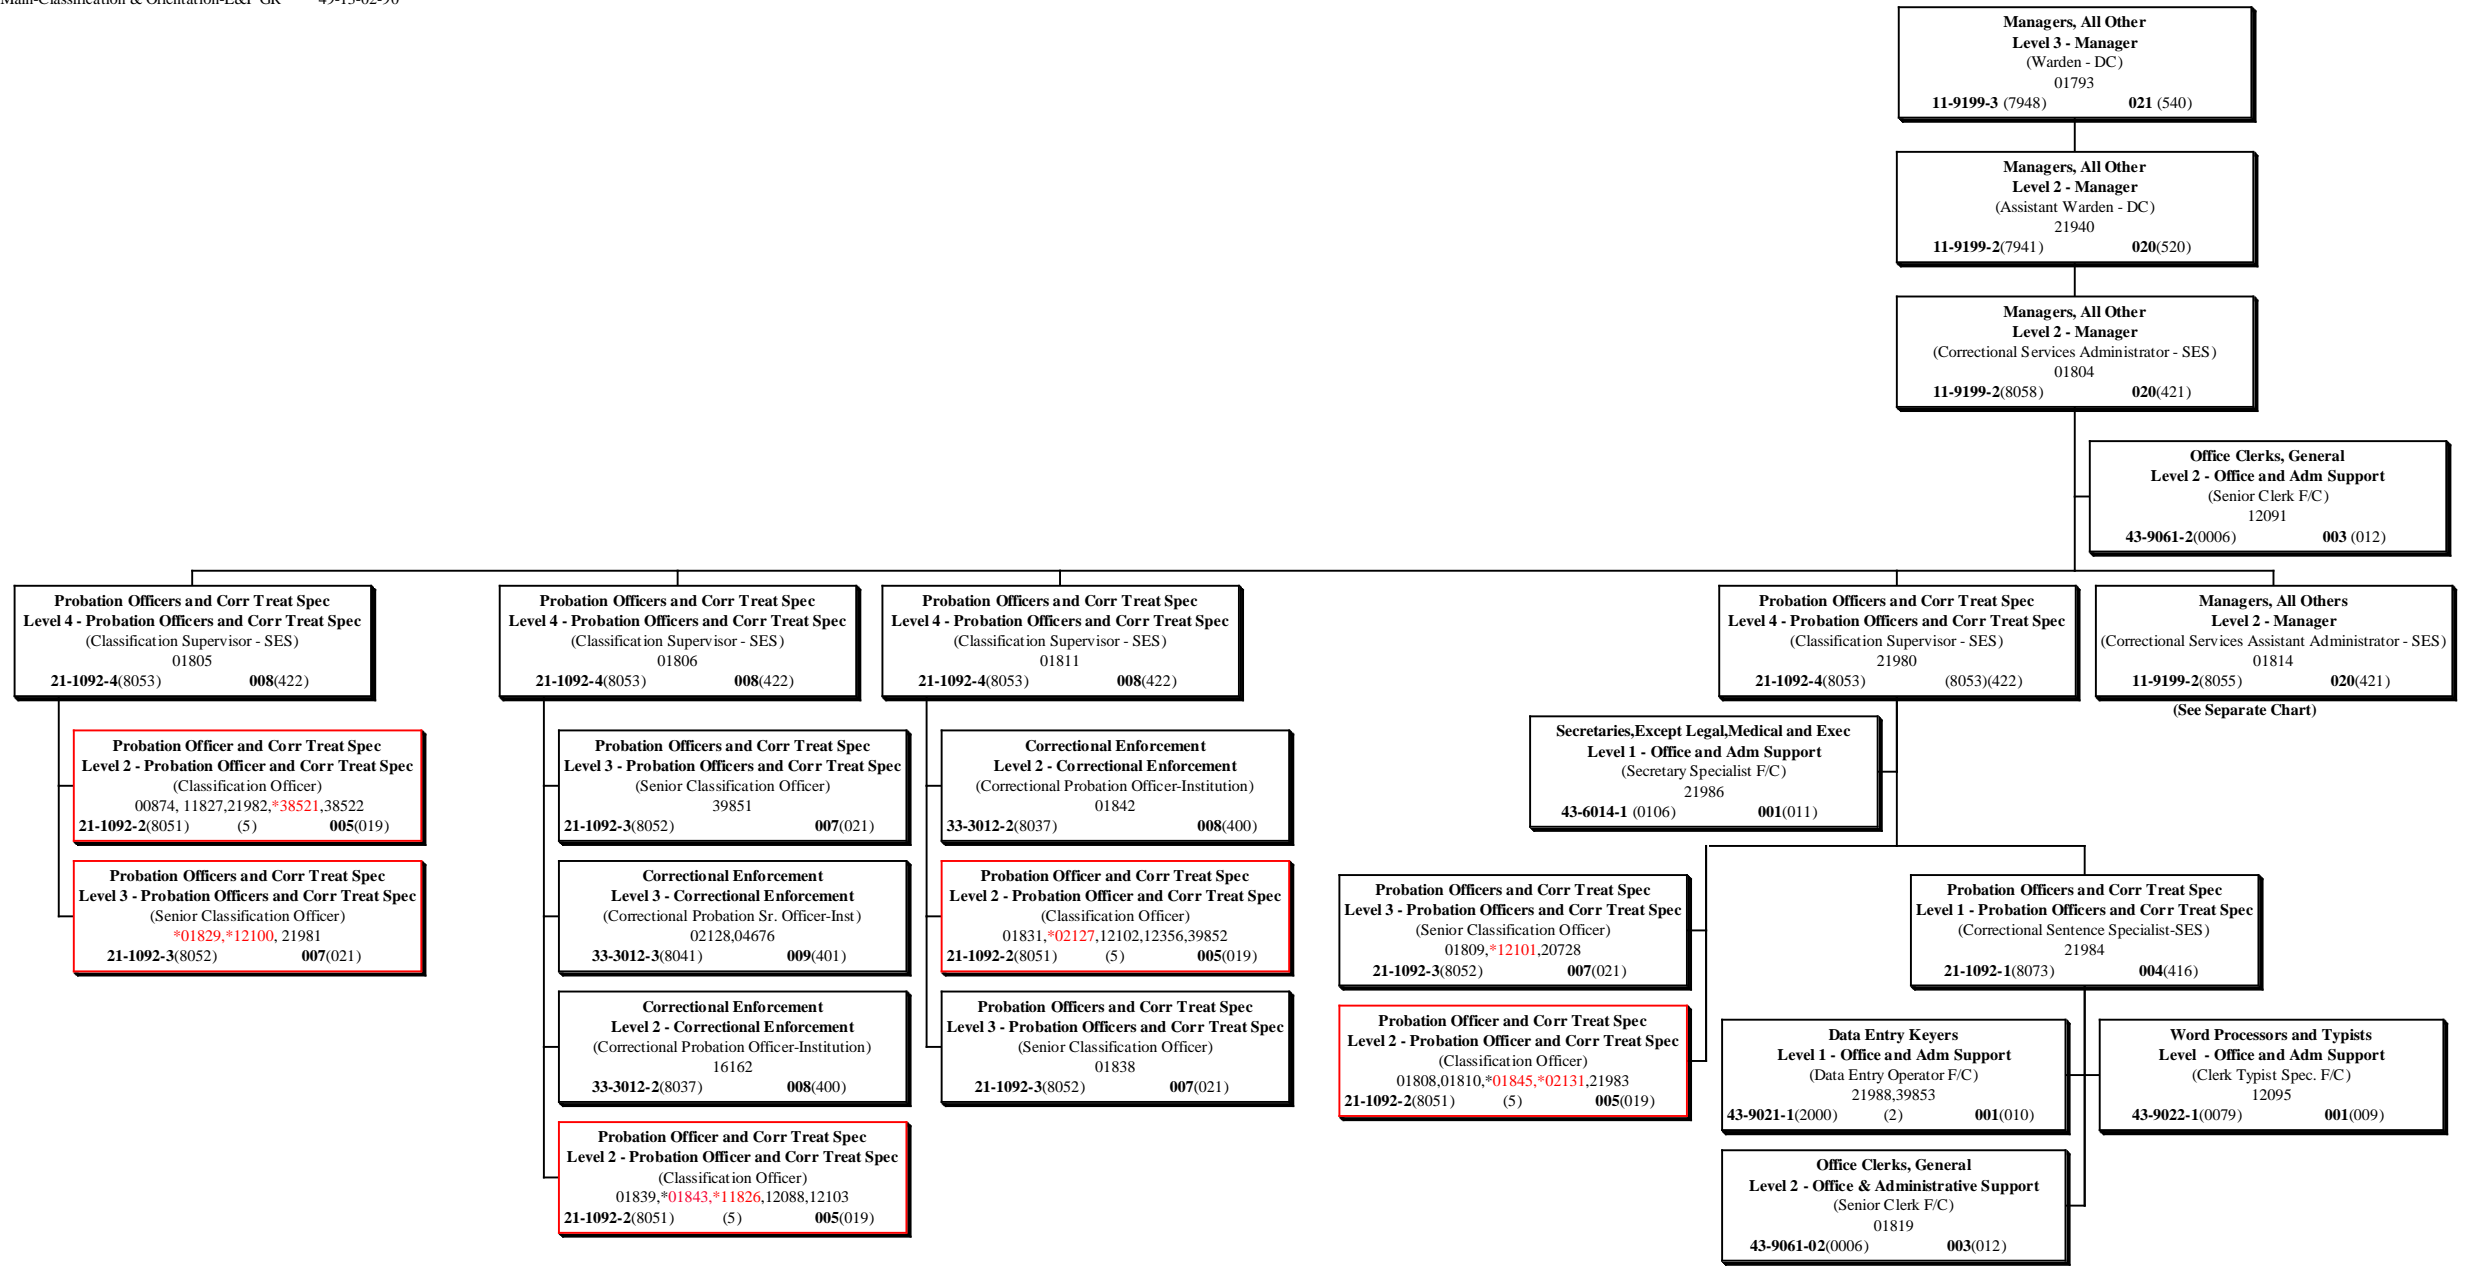 Main-Classification & Orientation-E&P GR 49-13-02-90
Managers, All Other
Level 3 - Manager
(Warden - DC)
01793
11-9199-3 (7948) 021 (540)
Managers, All Other
Level 2 - Manager
(Assistant Warden - DC)
21940
11-9199-2(7941) 020(520)
Managers, All Other
Level 2 - Manager
(Correctional Services Administrator - SES)
01804
11-9199-2(8058) 020(421)
Office Clerks, General
Level 2 - Office and Adm Support
(Senior Clerk F/C)
12091
43-9061-2(0006) 003 (012)
Probation Officers and Corr Treat Spec
Level 4 - Probation Officers and Corr Treat Spec
(Classification Supervisor - SES)
01805
21-1092-4(8053) 008(422)
Probation Officers and Corr Treat Spec
Level 4 - Probation Officers and Corr Treat Spec
(Classification Supervisor - SES)
01806
21-1092-4(8053) 008(422)
Probation Officers and Corr Treat Spec
Level 4 - Probation Officers and Corr Treat Spec
(Classification Supervisor - SES)
01811
21-1092-4(8053) 008(422)
Probation Officers and Corr Treat Spec
Level 4 - Probation Officers and Corr Treat Spec
(Classification Supervisor - SES)
21980
21-1092-4(8053) (8053)(422)
Managers, All Others
Level 2 - Manager
(Correctional Services Assistant Administrator - SES)
01814
11-9199-2(8055) 020(421)
(See Separate Chart)
Probation Officer and Corr Treat Spec
Level 2 - Probation Officer and Corr Treat Spec
(Classification Officer)
00874, 11827,21982,*38521,38522
21-1092-2(8051) (5) 005(019)
Probation Officers and Corr Treat Spec
Level 3 - Probation Officers and Corr Treat Spec
(Senior Classification Officer)
*01829,*12100, 21981
21-1092-3(8052) 007(021)
Probation Officers and Corr Treat Spec
Level 3 - Probation Officers and Corr Treat Spec
(Senior Classification Officer)
39851
21-1092-3(8052) 007(021)
Correctional Enforcement
Level 3 - Correctional Enforcement
(Correctional Probation Sr. Officer-Inst)
02128,04676
33-3012-3(8041) 009(401)
Correctional Enforcement
Level 2 - Correctional Enforcement
(Correctional Probation Officer-Institution)
16162
33-3012-2(8037) 008(400)
Probation Officer and Corr Treat Spec
Level 2 - Probation Officer and Corr Treat Spec
(Classification Officer)
01839,*01843,*11826,12088,12103
21-1092-2(8051) (5) 005(019)
Correctional Enforcement
Level 2 - Correctional Enforcement
(Correctional Probation Officer-Institution)
01842
33-3012-2(8037) 008(400)
Probation Officer and Corr Treat Spec
Level 2 - Probation Officer and Corr Treat Spec
(Classification Officer)
01831,*02127,12102,12356,39852
21-1092-2(8051) (5) 005(019)
Probation Officers and Corr Treat Spec
Level 3 - Probation Officers and Corr Treat Spec
(Senior Classification Officer)
01838
21-1092-3(8052) 007(021)
Secretaries,Except Legal,Medical and Exec
Level 1 - Office and Adm Support
(Secretary Specialist F/C)
21986
43-6014-1 (0106) 001(011)
Probation Officers and Corr Treat Spec
Level 3 - Probation Officers and Corr Treat Spec
(Senior Classification Officer)
01809,*12101,20728
21-1092-3(8052) 007(021)
Probation Officer and Corr Treat Spec
Level 2 - Probation Officer and Corr Treat Spec
(Classification Officer)
01808,01810,*01845,*02131,21983
21-1092-2(8051) (5) 005(019)
Probation Officers and Corr Treat Spec
Level 1 - Probation Officers and Corr Treat Spec
(Correctional Sentence Specialist-SES)
21984
21-1092-1(8073) 004(416)
Data Entry Keyers
Level 1 - Office and Adm Support
(Data Entry Operator F/C)
21988,39853
43-9021-1(2000) (2) 001(010)
Word Processors and Typists
Level - Office and Adm Support
(Clerk Typist Spec. F/C)
12095
43-9022-1(0079) 001(009)
Office Clerks, General
Level 2 - Office & Administrative Support
(Senior Clerk F/C)
01819
43-9061-02(0006) 003(012)